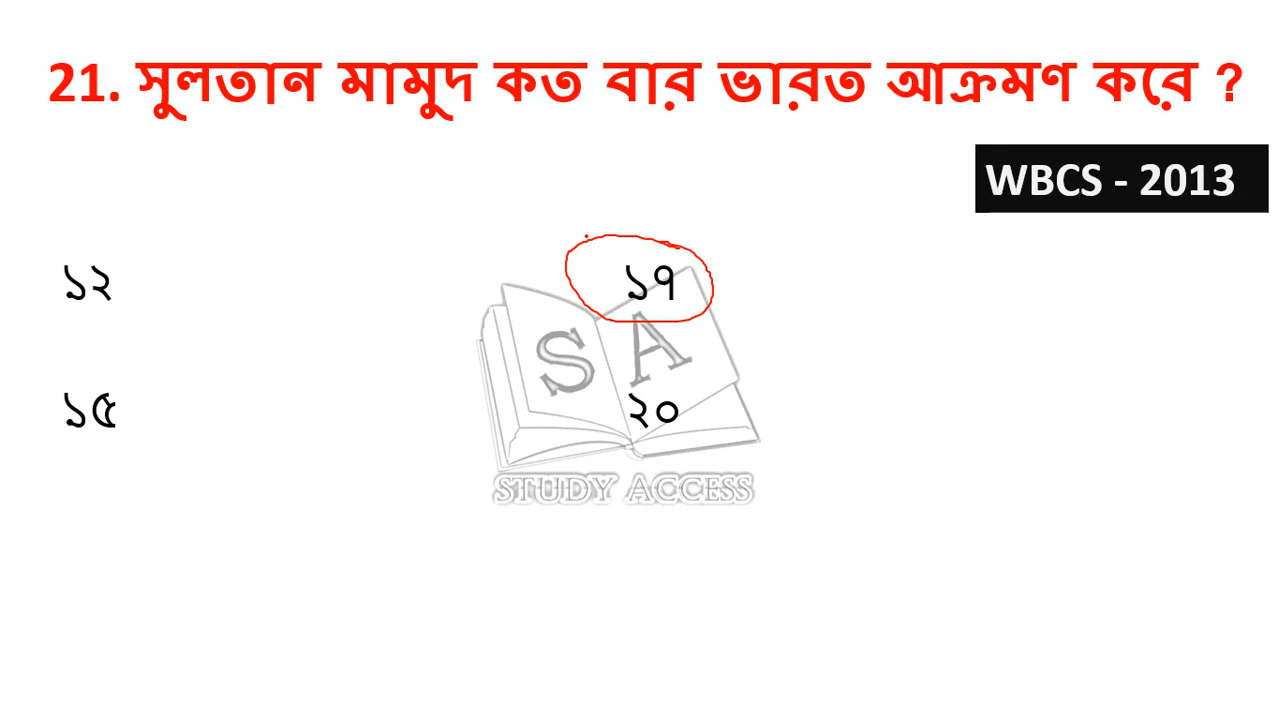 21. সুলতান মামুদ কত বার ভারত আক্রমণ করে ?
WBCS - 2013
১২
১৭
১৫
২০
S A
STUDY ACCESS